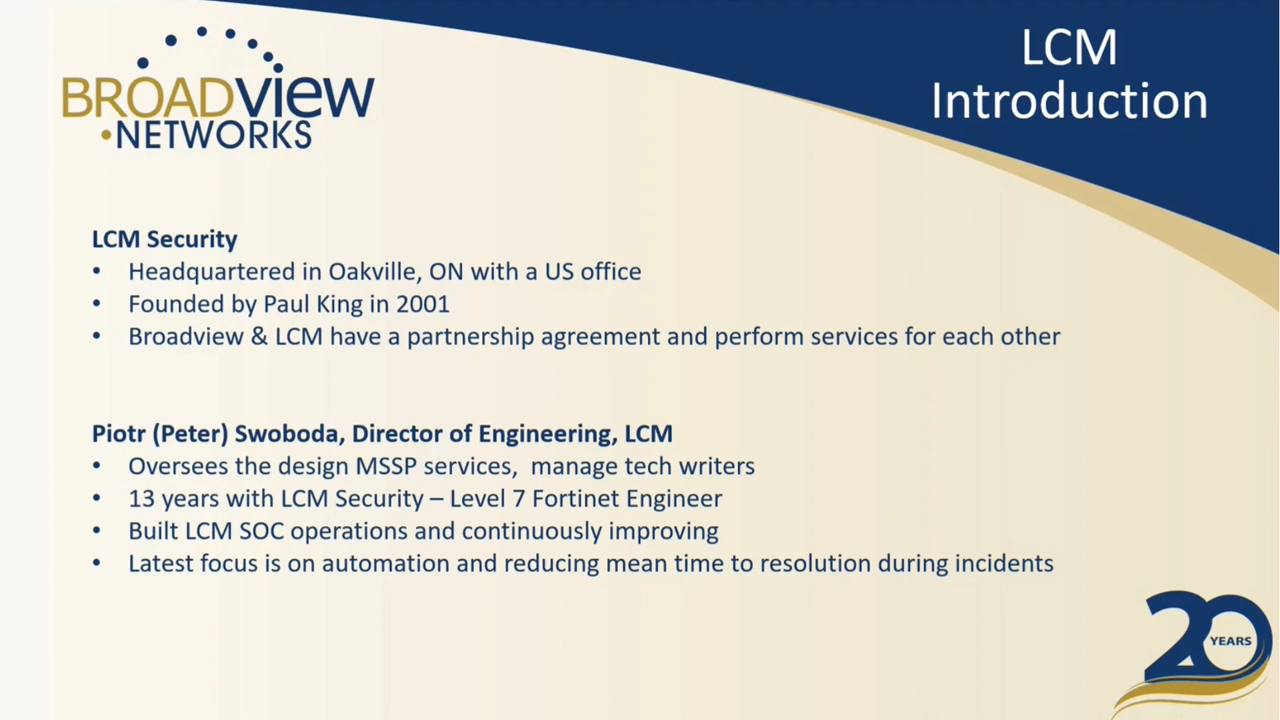 BROADVIEW
•NETWORKS
LCM
Introduction
LCM Security
• Headquartered in Oakville, ON with a US office
• Founded by Paul King in 2001
• Broadview & LCM have a partnership agreement and perform services for each other
Piotr (Peter) Swoboda, Director of Engineering, LCM
• Oversees the design MSSP services,  manage tech writers
• 13 years with LCM Security – Level 7 Fortinet Engineer
• Built LCM SOC operations and continuously improving
• Latest focus is on automation and reducing mean time to resolution during incidents
20 YEARS